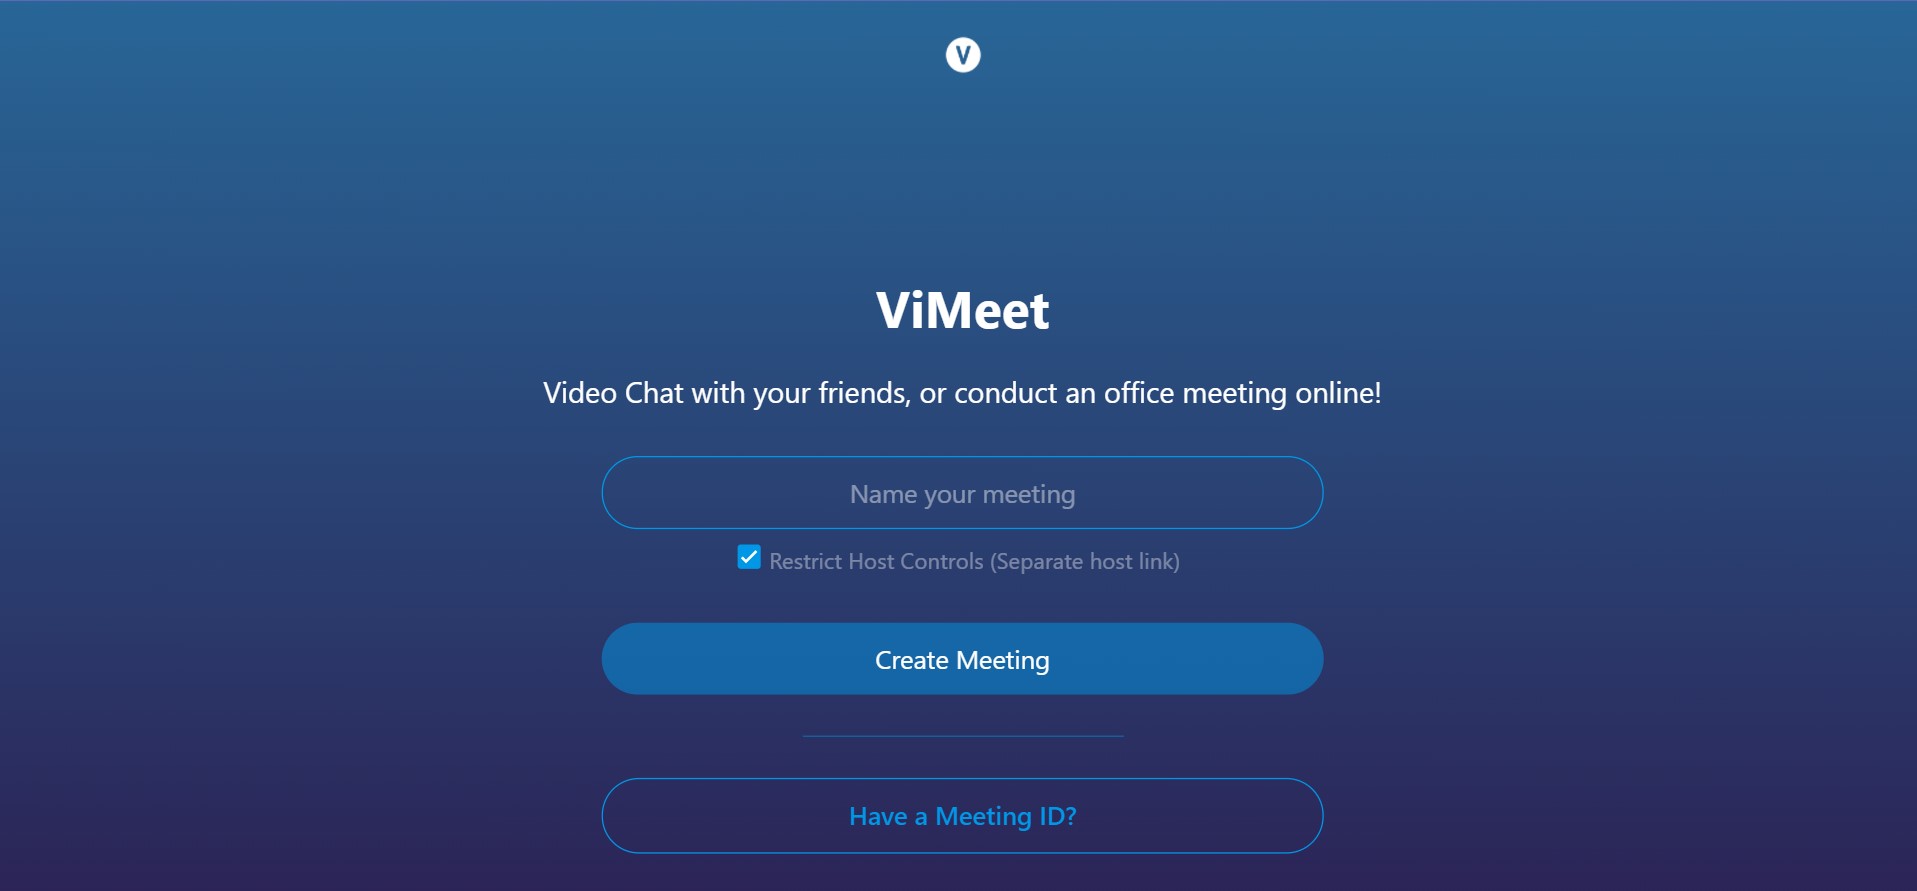 V
ViMeet
Video Chat with your friends, or conduct an office meeting online!
Name your meeting
Restrict Host Controls (Separate host link)
Create Meeting
Have a Meeting ID?